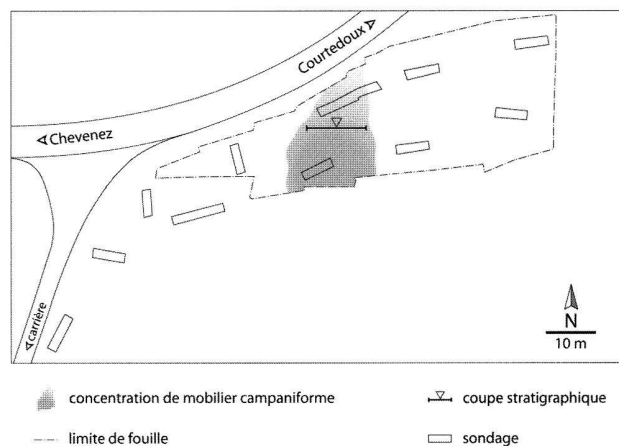 Courtedoux
Chevenez
carrière
N
10 m
concentration de mobilier campaniforme
coupe stratigraphique
limite de fouille
sondage